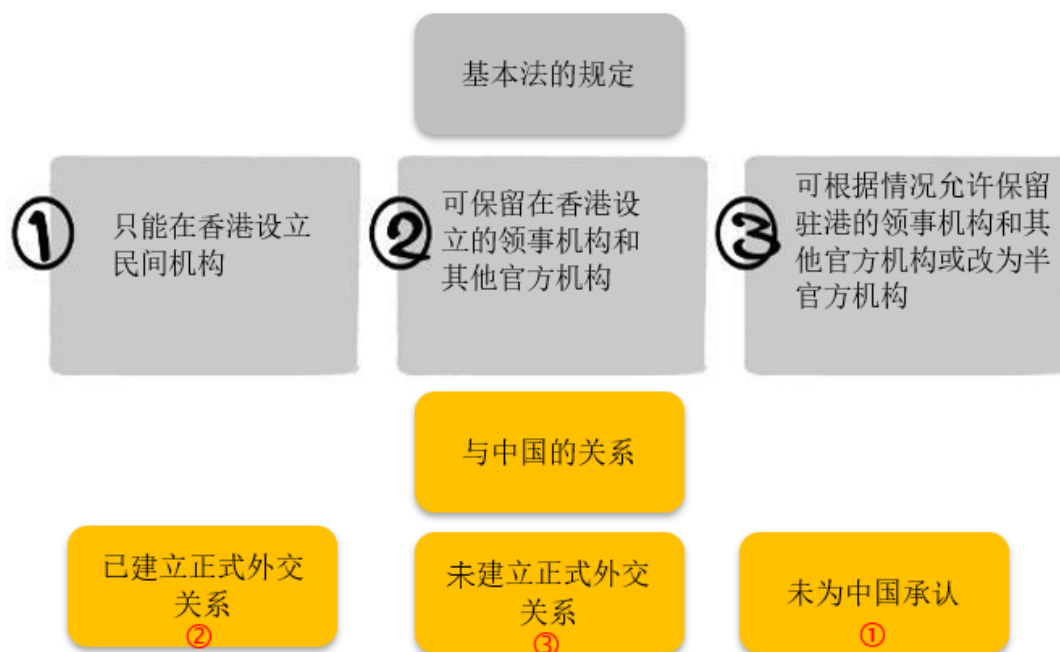 基本法的规定
①
只能在香港设立
民间机构
②
可保留在香港设
立的领事机构和
其他官方机构
③
可根据情况允许保留
驻港的领事机构和其
他官方机构或改为半
官方机构
与中国的关系
已建立正式外交
关系
②
未建立正式外交
关系
③
未为中国承认
①